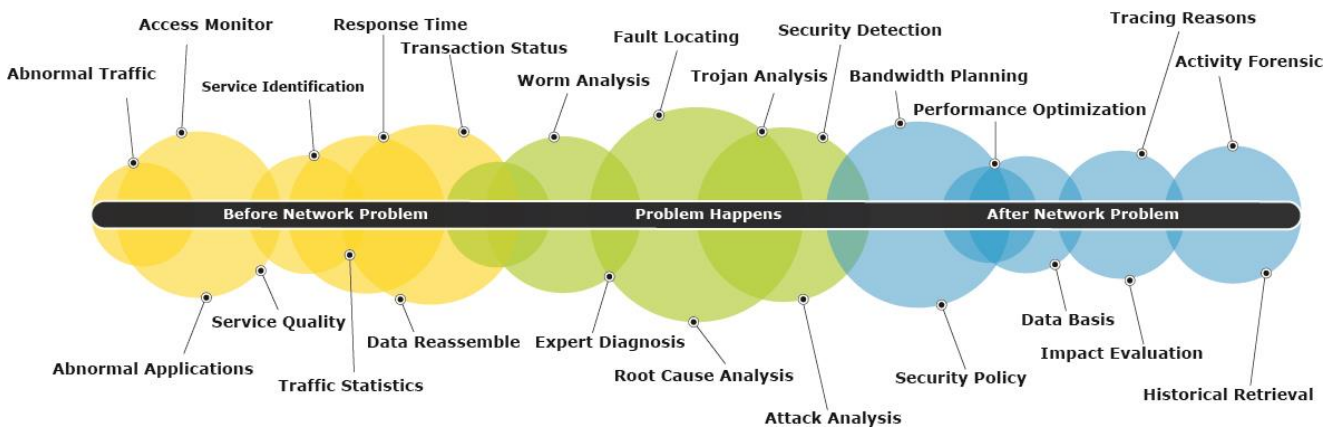 Access Monitor
Abnormal Traffic
Service Identification
Response Time
Transaction Status
Worm Analysis
Fault Locating
Trojan Analysis
Security Detection
Bandwidth Planning
Performance Optimization
Tracing Reasons
Activity Forensic
Before Network Problem
Problem Happens
After Network Problem
Abnormal Applications
Service Quality
Traffic Statistics
Data Reassemble
Expert Diagnosis
Root Cause Analysis
Attack Analysis
Security Policy
Data Basis
Impact Evaluation
Historical Retrieval